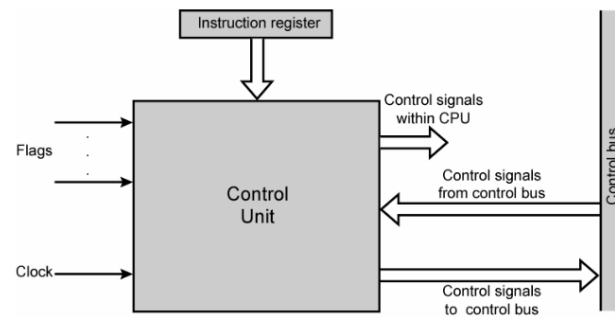 Instruction register
Control signals
within CPU
Flags
Control
Unit
Control signals
from control bus
Control bus
Clock
Control signals
to control bus